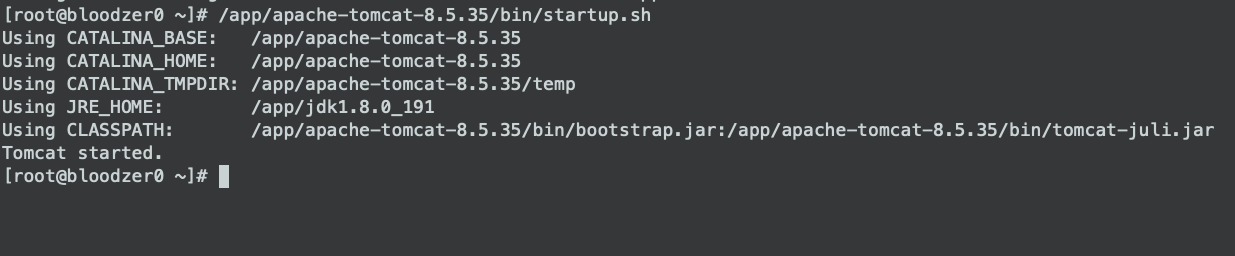 [root@bloodzer0 ~]# /app/apache-tomcat-8.5.35/bin/startup.sh
Using CATALINA_BASE:   /app/apache-tomcat-8.5.35
Using CATALINA_HOME:   /app/apache-tomcat-8.5.35
Using CATALINA_TMPDIR: /app/apache-tomcat-8.5.35/temp
Using JRE_HOME:        /app/jdk1.8.0_191
Using CLASSPATH:       /app/apache-tomcat-8.5.35/bin/bootstrap.jar:/app/apache-tomcat-8.5.35/bin/tomcat-juli.jar
Tomcat started.
[root@bloodzer0 ~]#